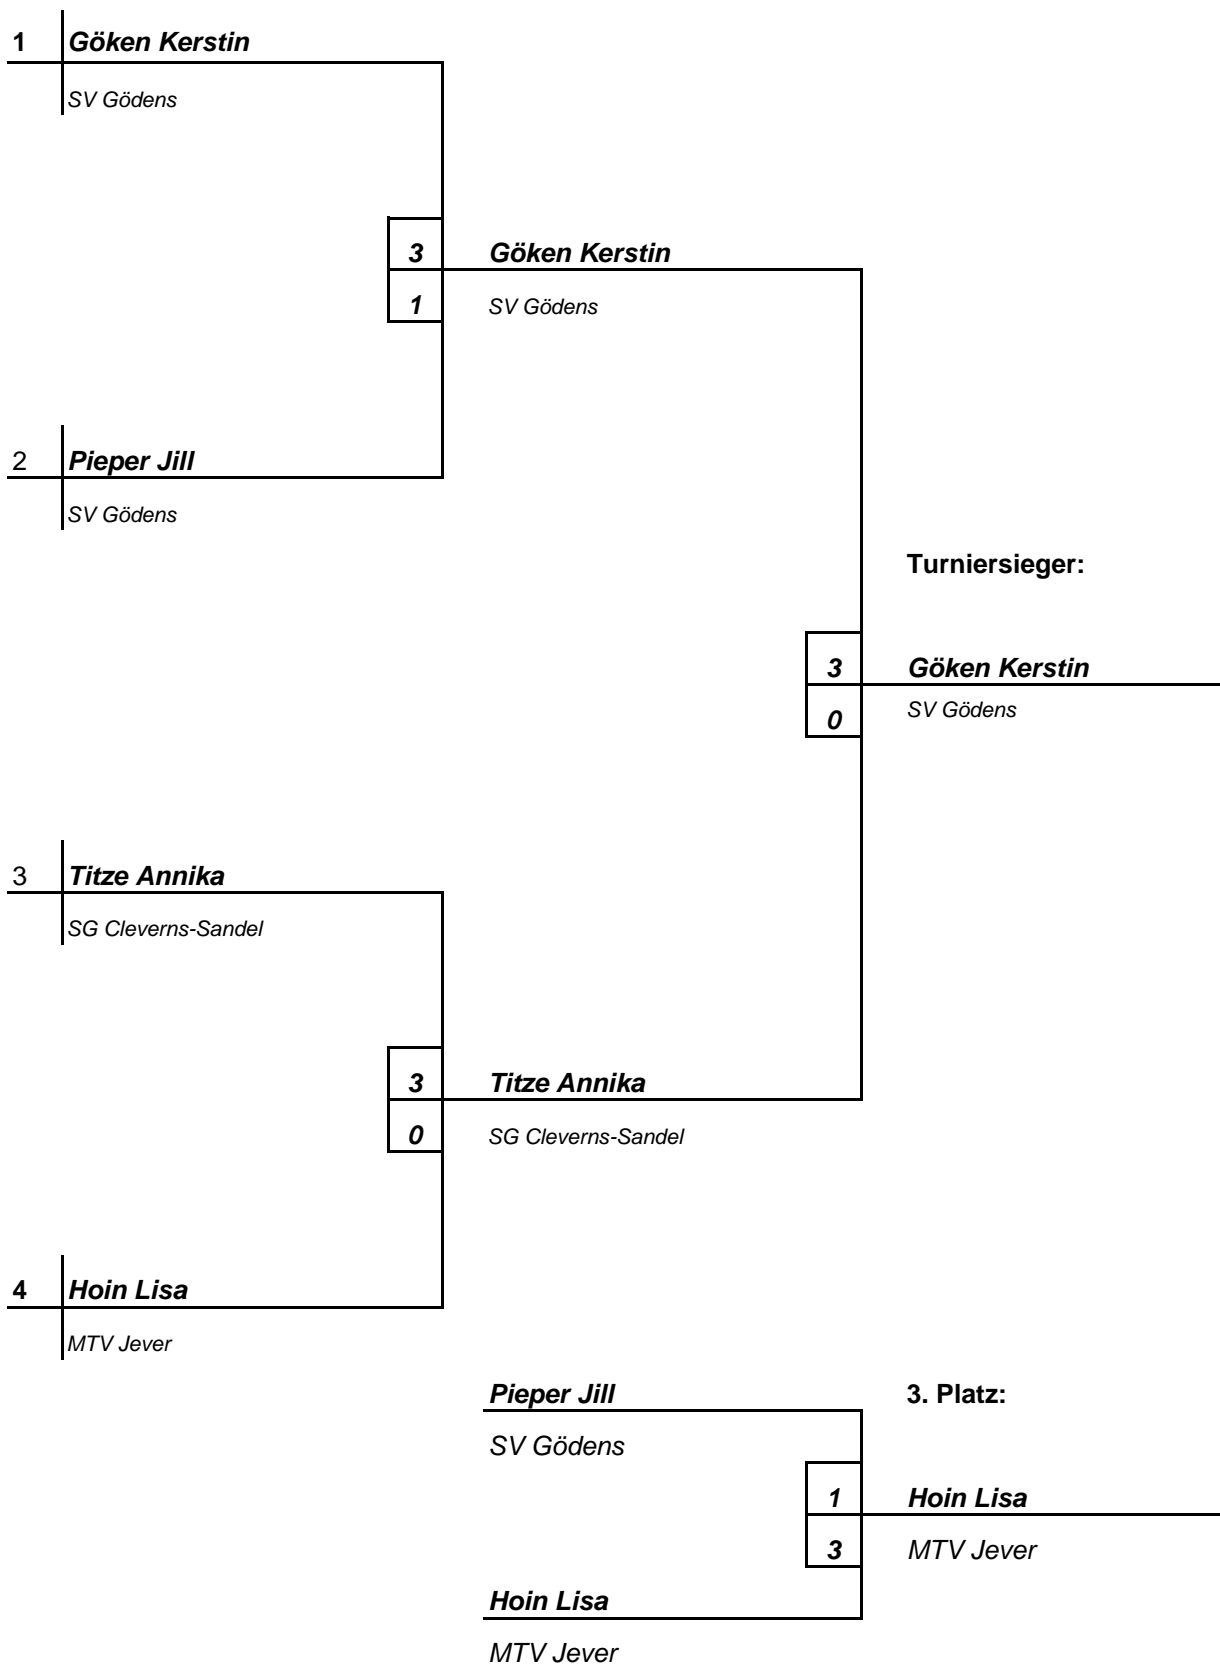 1 Göken Kerstin
SV Gödens
3 Göken Kerstin
1 SV Gödens
2 Pieper Jill
SV Gödens
Turniersieger:
3 Göken Kerstin
0 SV Gödens
3 Titze Annika
SG Cleverns-Sandel
3 Titze Annika
0 SG Cleverns-Sandel
4 Hoin Lisa
MTV Jever
Pieper Jill 3. Platz:
SV Gödens
1 Hoin Lisa
3 MTV Jever
Hoin Lisa
MTV Jever